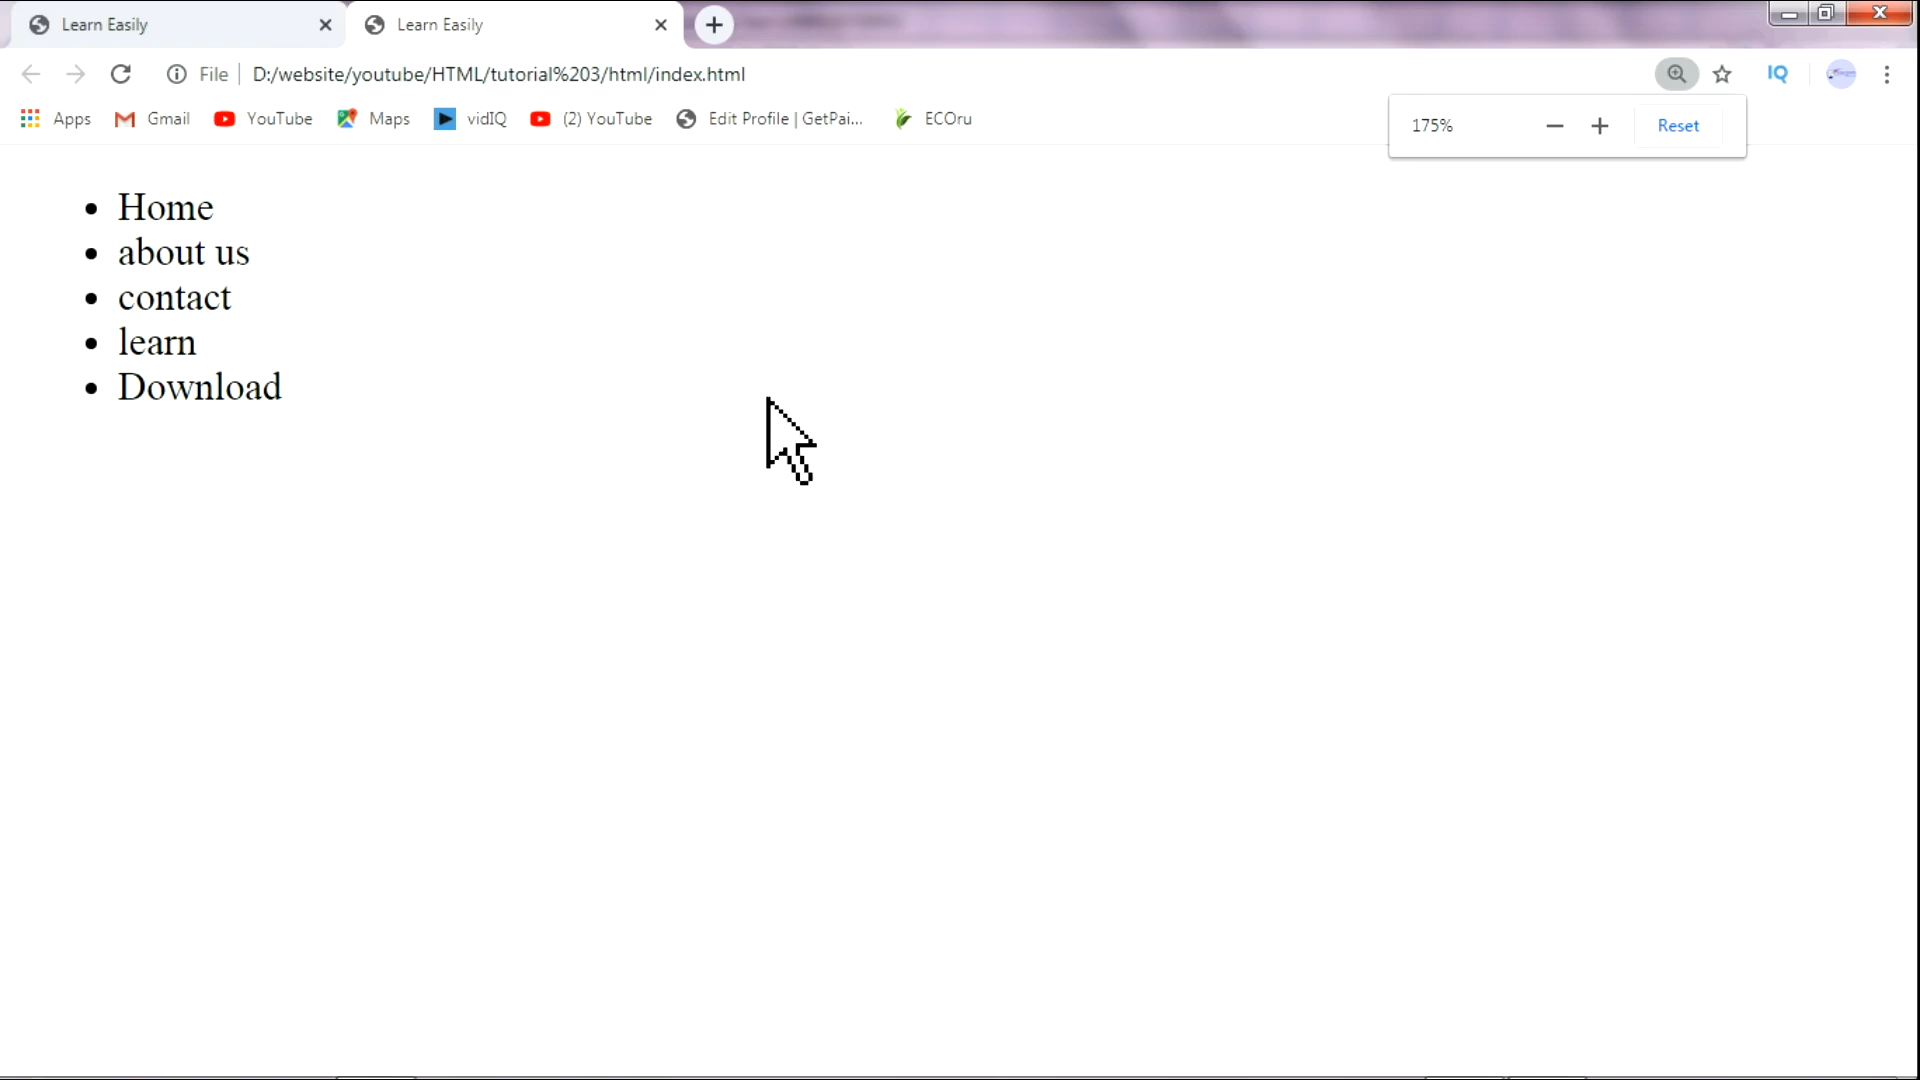 Learn Easily Learn Easily
File D:/website/youtube/HTML/tutorial%203/html/index.html IQ
Apps Gmail YouTube Maps vidIQ (2) YouTube Edit Profile | GetPai... ECOru
175% Reset
Home
about us
contact
learn
Download